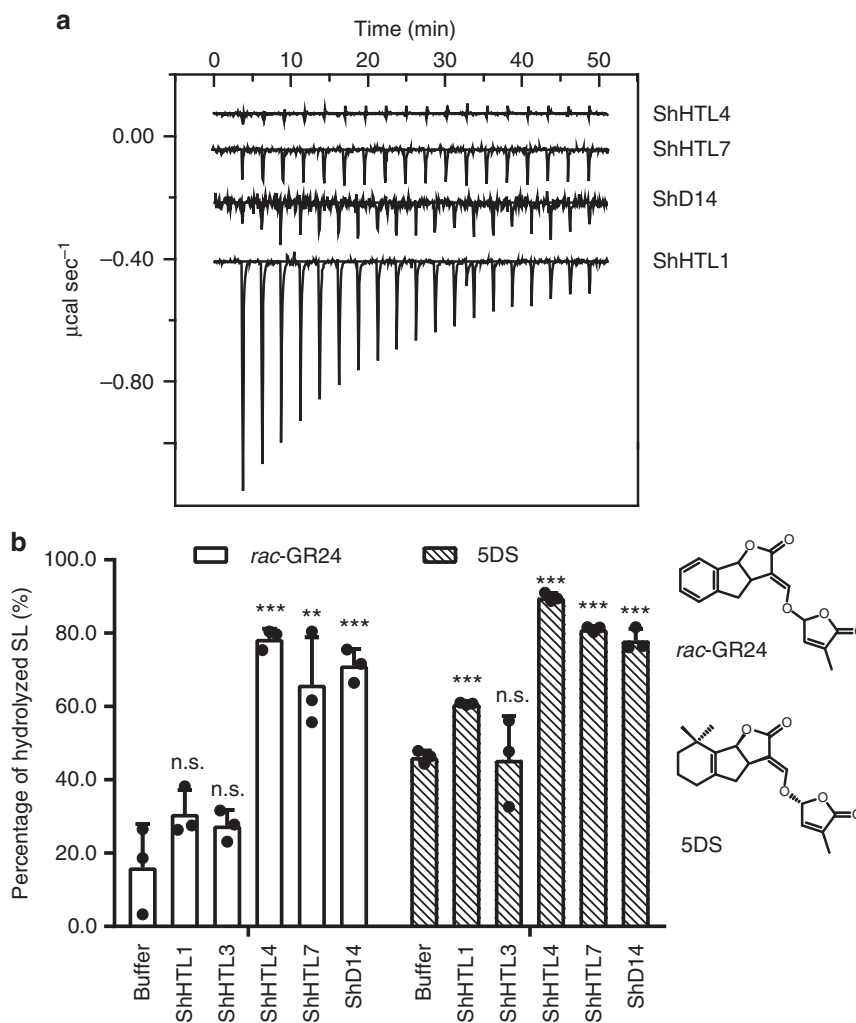 a
Time (min)
0 10 20 30 40 50
ShHTL4
0.00
ShHTL7
ShD14
−0.40
ShHTL1
μcal sec⁻¹
−0.80
b
100.0
rac-GR24
5DS
80.0
60.0
40.0
20.0
0.0
Percentage of hydrolyzed SL (%)
n.s.
n.s.
***
**
***
***
n.s.
***
***
***
Buffer
ShHTL1
ShHTL3
ShHTL4
ShHTL7
ShD14
Buffer
ShHTL1
ShHTL3
ShHTL4
ShHTL7
ShD14
O
O
O
O
O
rac-GR24
O
O
O
O
O
5DS